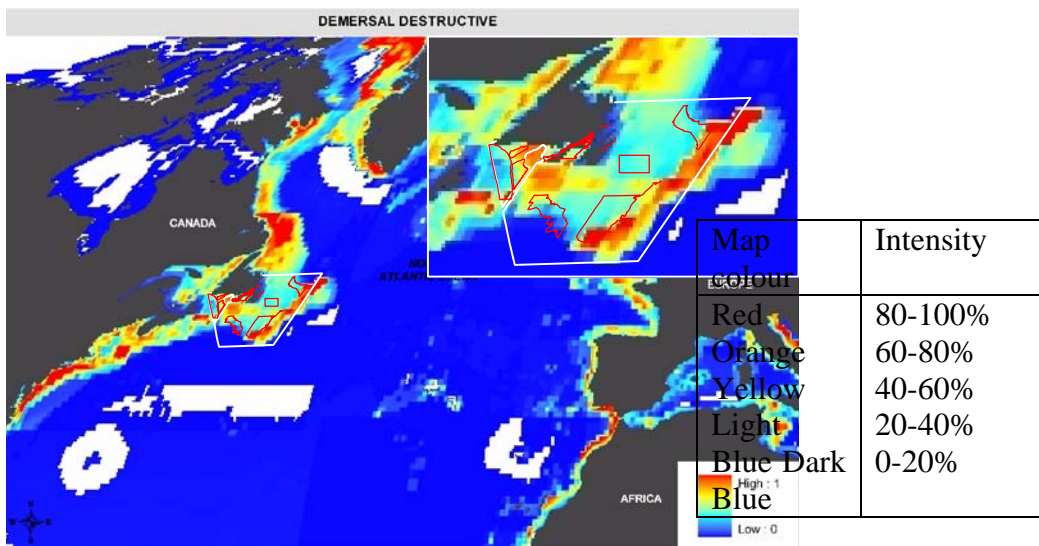 DEMERSAL DESTRUCTIVE
CANADA
ATLANTIC
EUROPE
AFRICA
High : 1
Low : 0
Map colour Intensity
Red 80-100%
Orange 60-80%
Yellow 40-60%
Light 20-40%
Blue Dark 0-20%
Blue